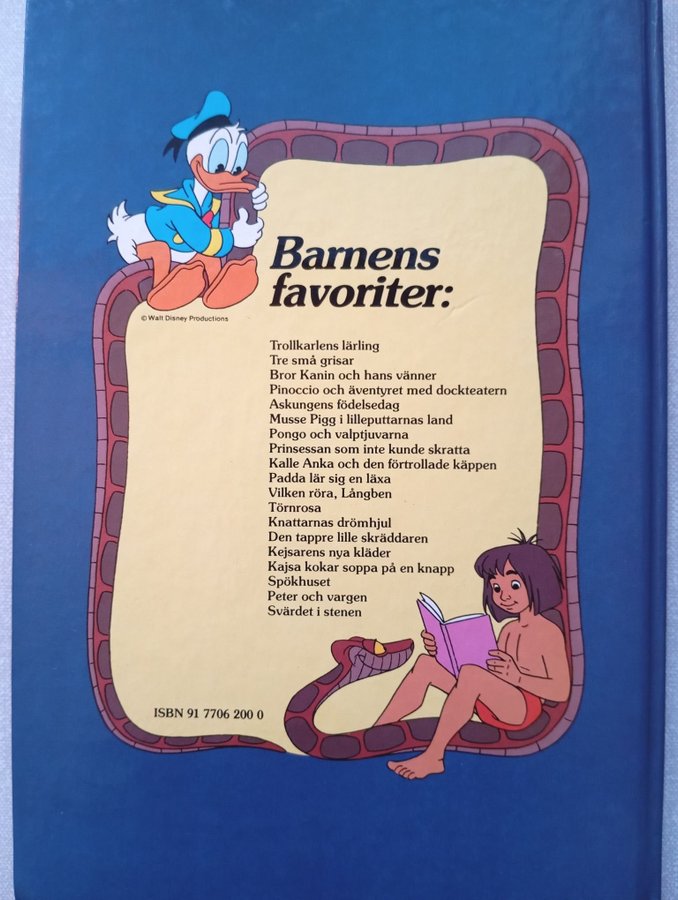 Barnens
favoriter:
© Walt Disney Productions
Trollkarlens lärling
Tre små grisar
Bror Kanin och hans vänner
Pinoccio och äventyret med dockteatern
Askungens födelsedag
Musse Pigg i lilleputtarnas land
Pongo och valptjuvarna
Prinsessan som inte kunde skratta
Kalle Anka och den förtrollade käppen
Padda lär sig en läxa
Vilken röra, Långben
Törnrosa
Knattarnas drömhjul
Den tappre lille skräddaren
Kejsarens nya kläder
Kajsa kokar soppa på en knapp
Spökhuset
Peter och vargen
Svärdet i stenen
ISBN 91 7706 200 0